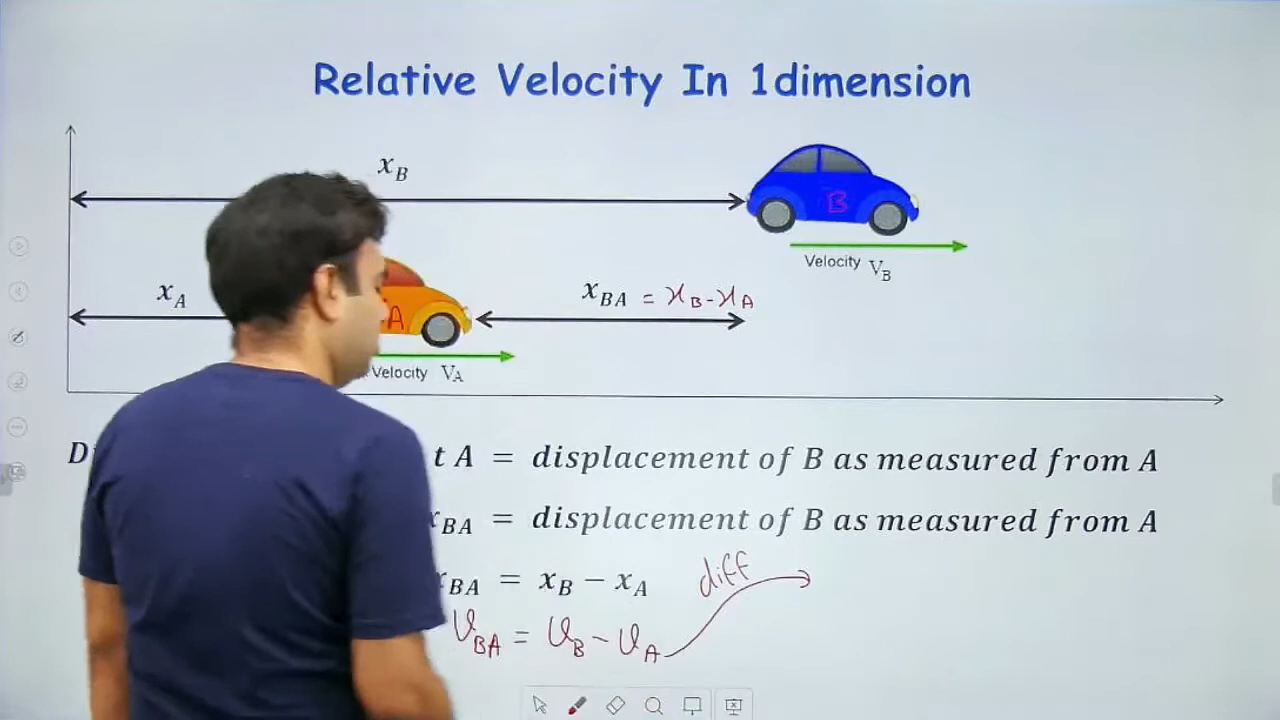 Relative Velocity In 1dimension
x_B
B
Velocity V_B
x_A
A
x_BA = x_B - x_A
Velocity V_A
t A = displacement of B as measured from A
x_BA = displacement of B as measured from A
x_BA = x_B − x_A
diff
v_BA = v_B - v_A